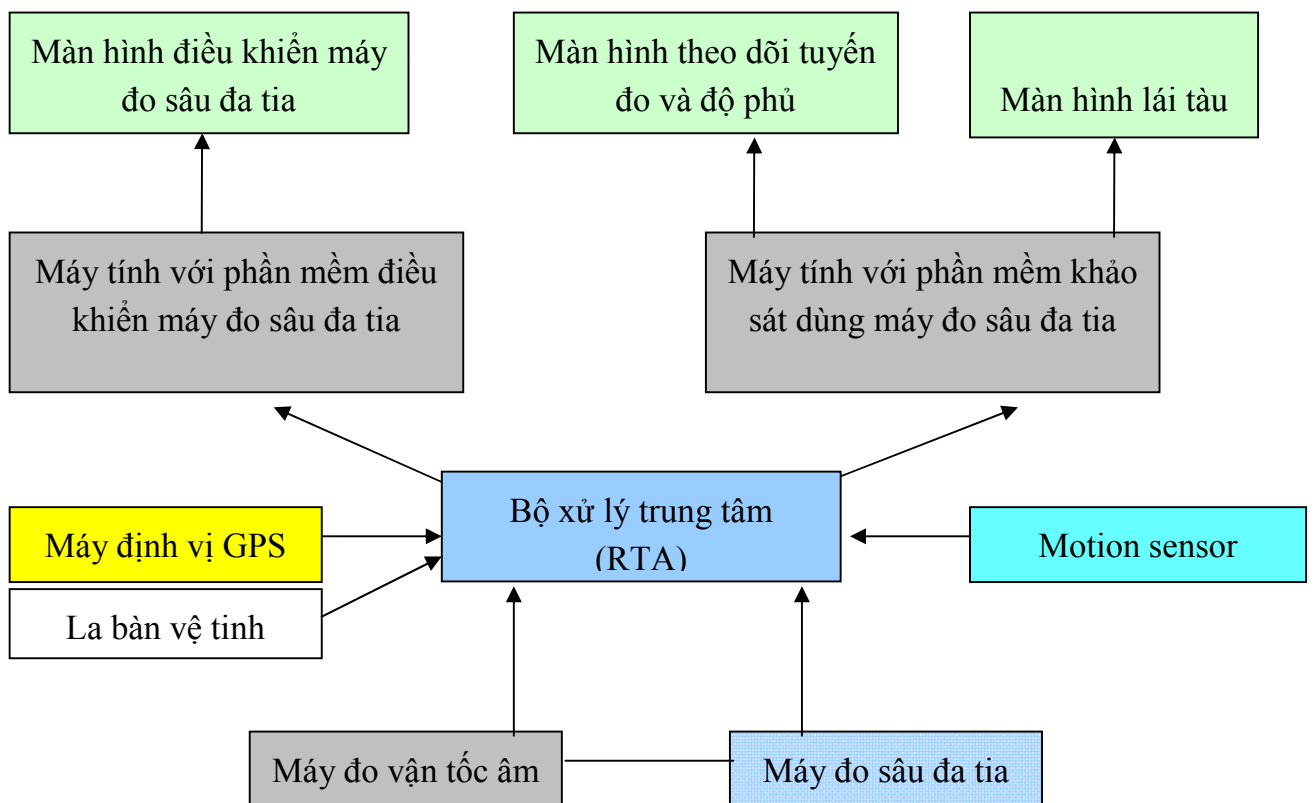 Màn hình điều khiển máy
đo sâu đa tia
Màn hình theo dõi tuyến
đo và độ phủ
Màn hình lái tàu
Máy tính với phần mềm điều
khiển máy đo sâu đa tia
Máy tính với phần mềm khảo
sát dùng máy đo sâu đa tia
Bộ xử lý trung tâm
(RTA)
Máy định vị GPS
Motion sensor
La bàn vệ tinh
Máy đo vận tốc âm
Máy đo sâu đa tia